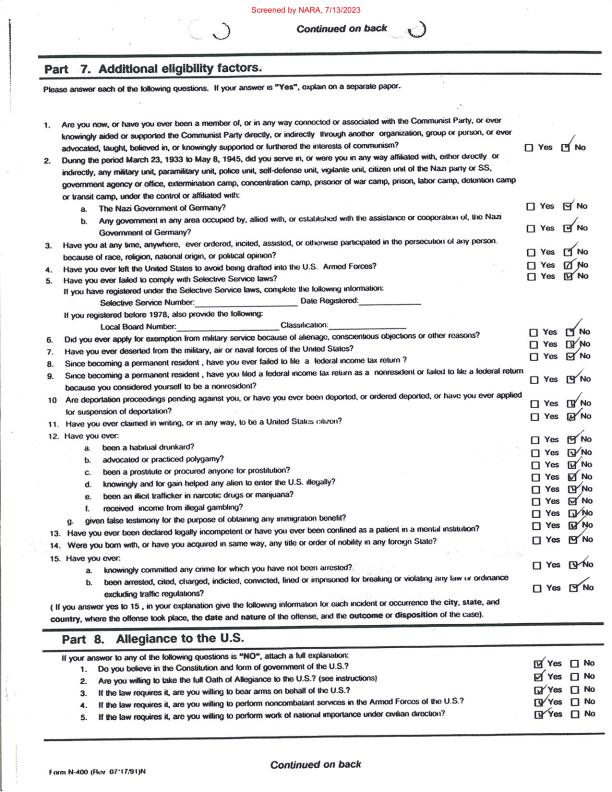 Screened by NARA, 7/13/2023
Continued on back
Part 7. Additional eligibility factors.
Please answer each of the following questions. If your answer is "Yes", explain on a separate paper.
1. Are you now, or have you ever been a member of, or in any way connected or associated with the Communist Party, or ever
knowingly aided or supported the Communist Party directly, or indirectly through another organization, group or person, or ever
advocated, taught, believed in, or knowingly supported or furthered the interests of communism? Yes No
2. During the period March 23, 1933 to May 8, 1945, did you serve in, or were you in any way affiliated with, either directly or
indirectly, any military unit, paramilitary unit, police unit, self-defense unit, vigilante unit, citizen unit of the Nazi party or SS,
government agency or office, extermination camp, concentration camp, prisoner of war camp, prison, labor camp, detention camp
or transit camp, under the control or affiliated with:
a. The Nazi Government of Germany? Yes No
b. Any government in any area occupied by, allied with, or established with the assistance or cooperation of, the Nazi
Government of Germany? Yes No
3. Have you at any time, anywhere, ever ordered, incited, assisted, or otherwise participated in the persecution of any person
because of race, religion, national origin, or political opinion? Yes No
4. Have you ever left the United States to avoid being drafted into the U.S. Armed Forces? Yes No
5. Have you ever failed to comply with Selective Service laws? Yes No
If you have registered under the Selective Service laws, complete the following information:
Selective Service Number: Date Registered:
If you registered before 1978, also provide the following:
Local Board Number: Classification:
6. Did you ever apply for exemption from military service because of alienage, conscientious objections or other reasons? Yes No
7. Have you ever deserted from the military, air or naval forces of the United States? Yes No
8. Since becoming a permanent resident , have you ever failed to file a federal income tax return ? Yes No
9. Since becoming a permanent resident , have you filed a federal income tax return as a nonresident or failed to file a federal return
because you considered yourself to be a nonresident? Yes No
10 Are deportation proceedings pending against you, or have you ever been deported, or ordered deported, or have you ever applied
for suspension of deportation? Yes No
11. Have you ever claimed in writing, or in any way, to be a United States citizen? Yes No
12. Have you ever:
a. been a habitual drunkard? Yes No
b. advocated or practiced polygamy? Yes No
c. been a prostitute or procured anyone for prostitution? Yes No
d. knowingly and for gain helped any alien to enter the U.S. illegally? Yes No
e. been an illicit trafficker in narcotic drugs or marijuana? Yes No
f. received income from illegal gambling? Yes No
g. given false testimony for the purpose of obtaining any immigration benefit? Yes No
13. Have you ever been declared legally incompetent or have you ever been confined as a patient in a mental institution? Yes No
14. Were you born with, or have you acquired in same way, any title or order of nobility in any foreign State? Yes No
15. Have you ever:
a. knowingly committed any crime for which you have not been arrested? Yes No
b. been arrested, cited, charged, indicted, convicted, fined or imprisoned for breaking or violating any law or ordinance
excluding traffic regulations? Yes No
( If you answer yes to 15 , in your explanation give the following information for each incident or occurrence the city, state, and
country, where the offense took place, the date and nature of the offense, and the outcome or disposition of the case).
Part 8. Allegiance to the U.S.
If your answer to any of the following questions is "NO", attach a full explanation:
1. Do you believe in the Constitution and form of government of the U.S.? Yes No
2. Are you willing to take the full Oath of Allegiance to the U.S.? (see instructions) Yes No
3. If the law requires it, are you willing to bear arms on behalf of the U.S.? Yes No
4. If the law requires it, are you willing to perform noncombatant services in the Armed Forces of the U.S.? Yes No
5. If the law requires it, are you willing to perform work of national importance under civilian direction? Yes No
Form N-400 (Rev 07/17/91)N
Continued on back